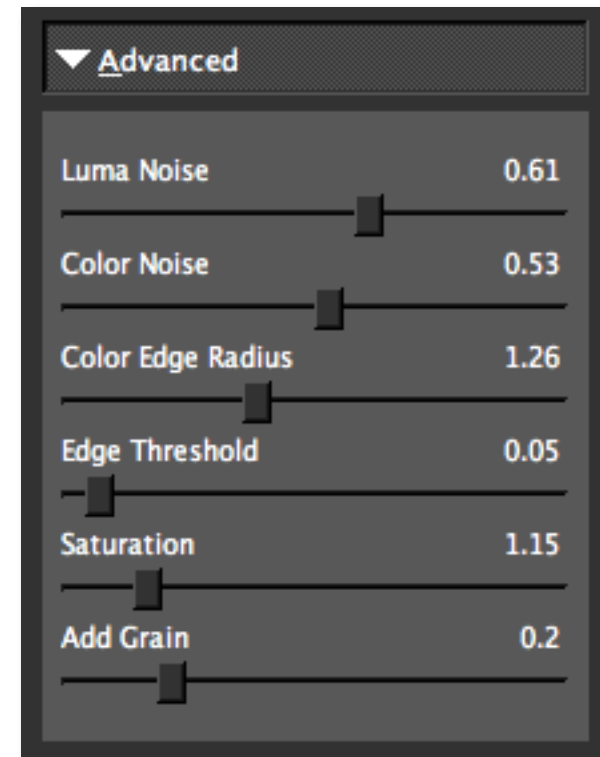 Advanced
Luma Noise 0.61
Color Noise 0.53
Color Edge Radius 1.26
Edge Threshold 0.05
Saturation 1.15
Add Grain 0.2